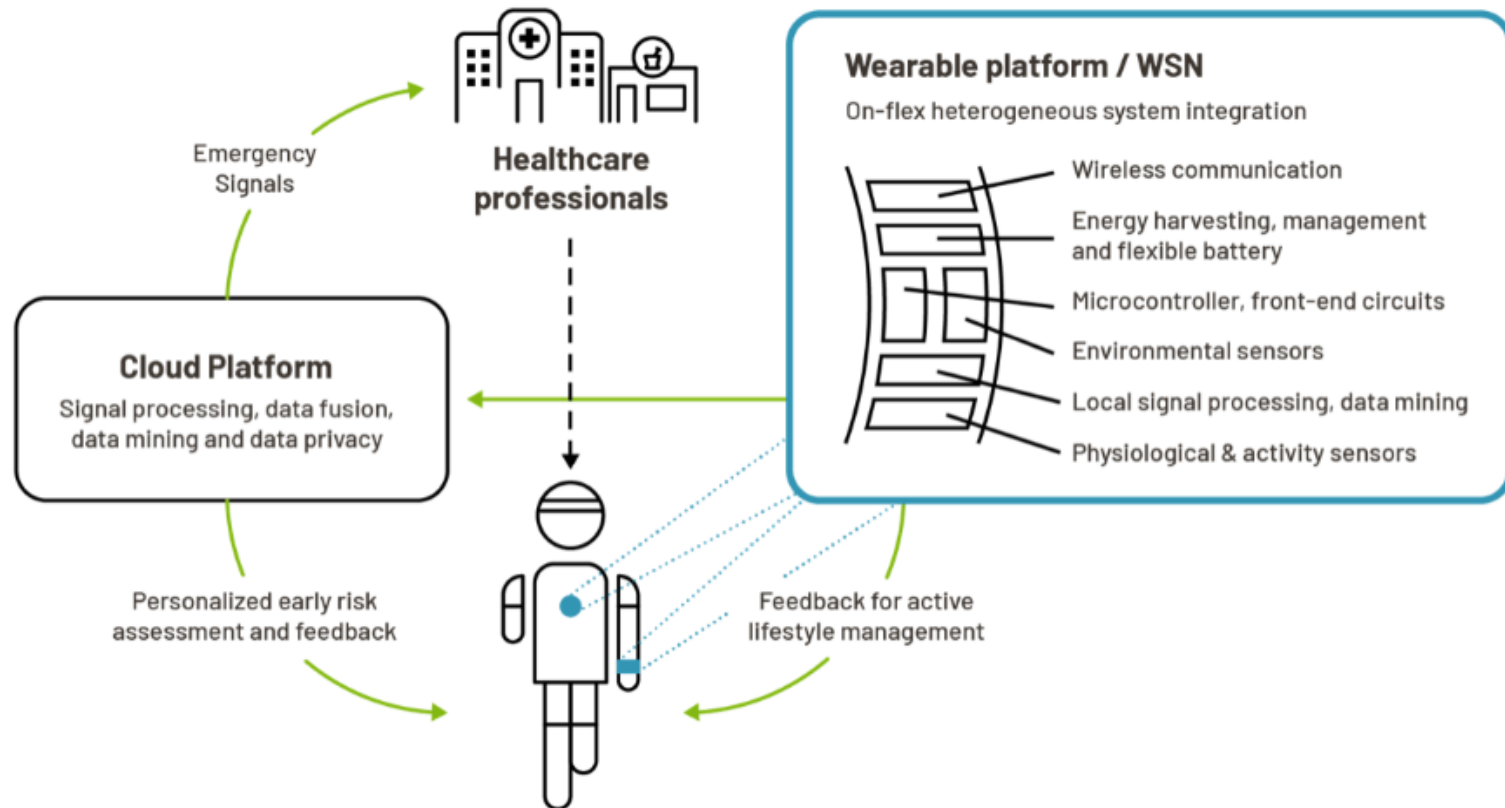 Emergency
Signals
Healthcare
professionals
Cloud Platform
Signal processing, data fusion,
data mining and data privacy
Personalized early risk
assessment and feedback
Wearable platform / WSN
On-flex heterogeneous system integration
Wireless communication
Energy harvesting, management
and flexible battery
Microcontroller, front-end circuits
Environmental sensors
Local signal processing, data mining
Physiological & activity sensors
Feedback for active
lifestyle management